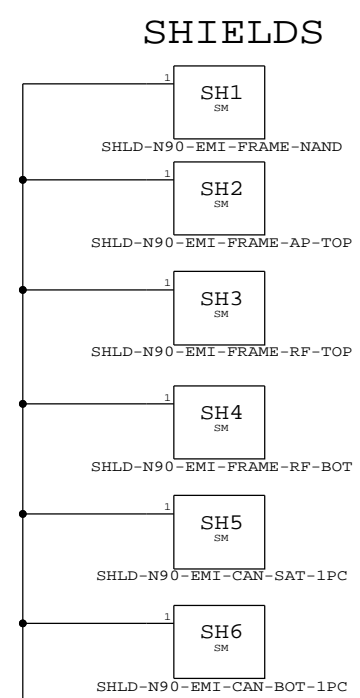 SHIELDS
1
SH1
SM
SHLD-N90-EMI-FRAME-NAND
1
SH2
SM
SHLD-N90-EMI-FRAME-AP-TOP
1
SH3
SM
SHLD-N90-EMI-FRAME-RF-TOP
1
SH4
SM
SHLD-N90-EMI-FRAME-RF-BOT
1
SH5
SM
SHLD-N90-EMI-CAN-SAT-1PC
1
SH6
SM
SHLD-N90-EMI-CAN-BOT-1PC